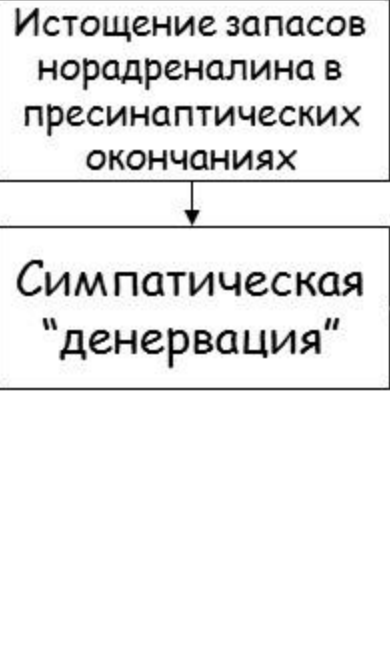 Истощение запасов
норадреналина в
пресинаптических
окончаниях
Симпатическая
"денервация"